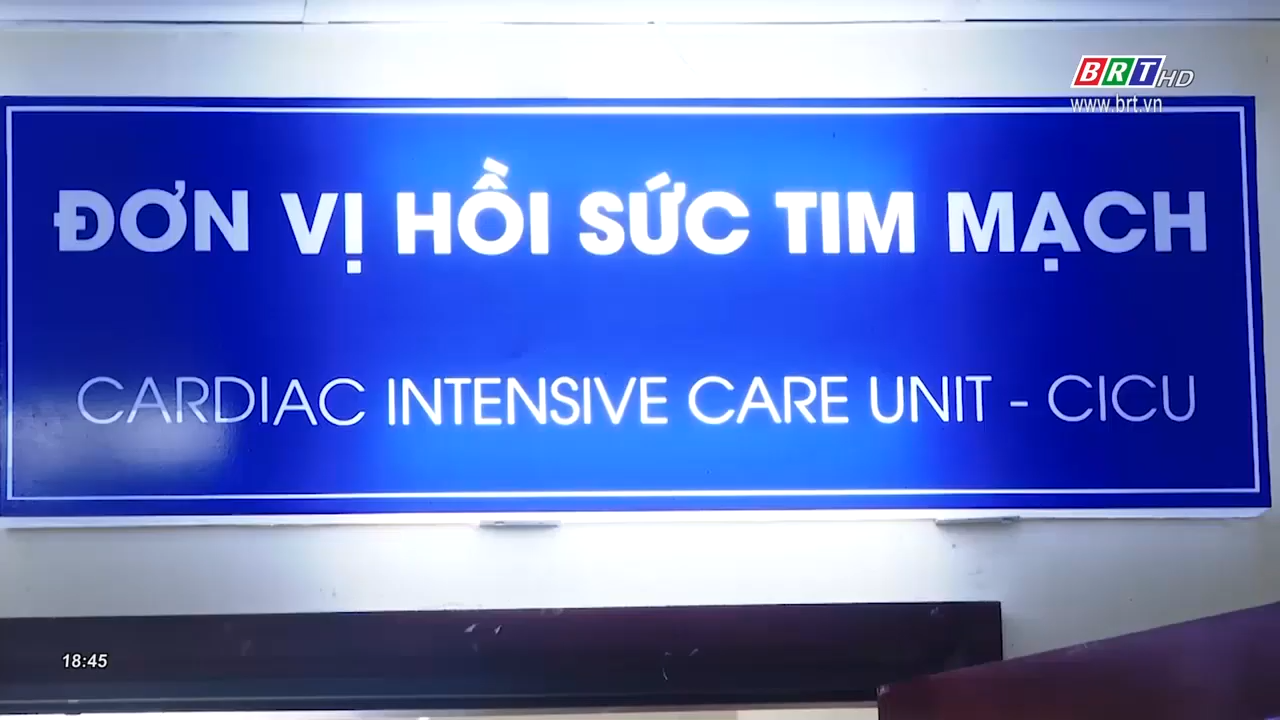 BRT HD
www.brt.vn
ĐƠN VỊ HỒI SỨC TIM MẠCH
CARDIAC INTENSIVE CARE UNIT - CICU
18:45